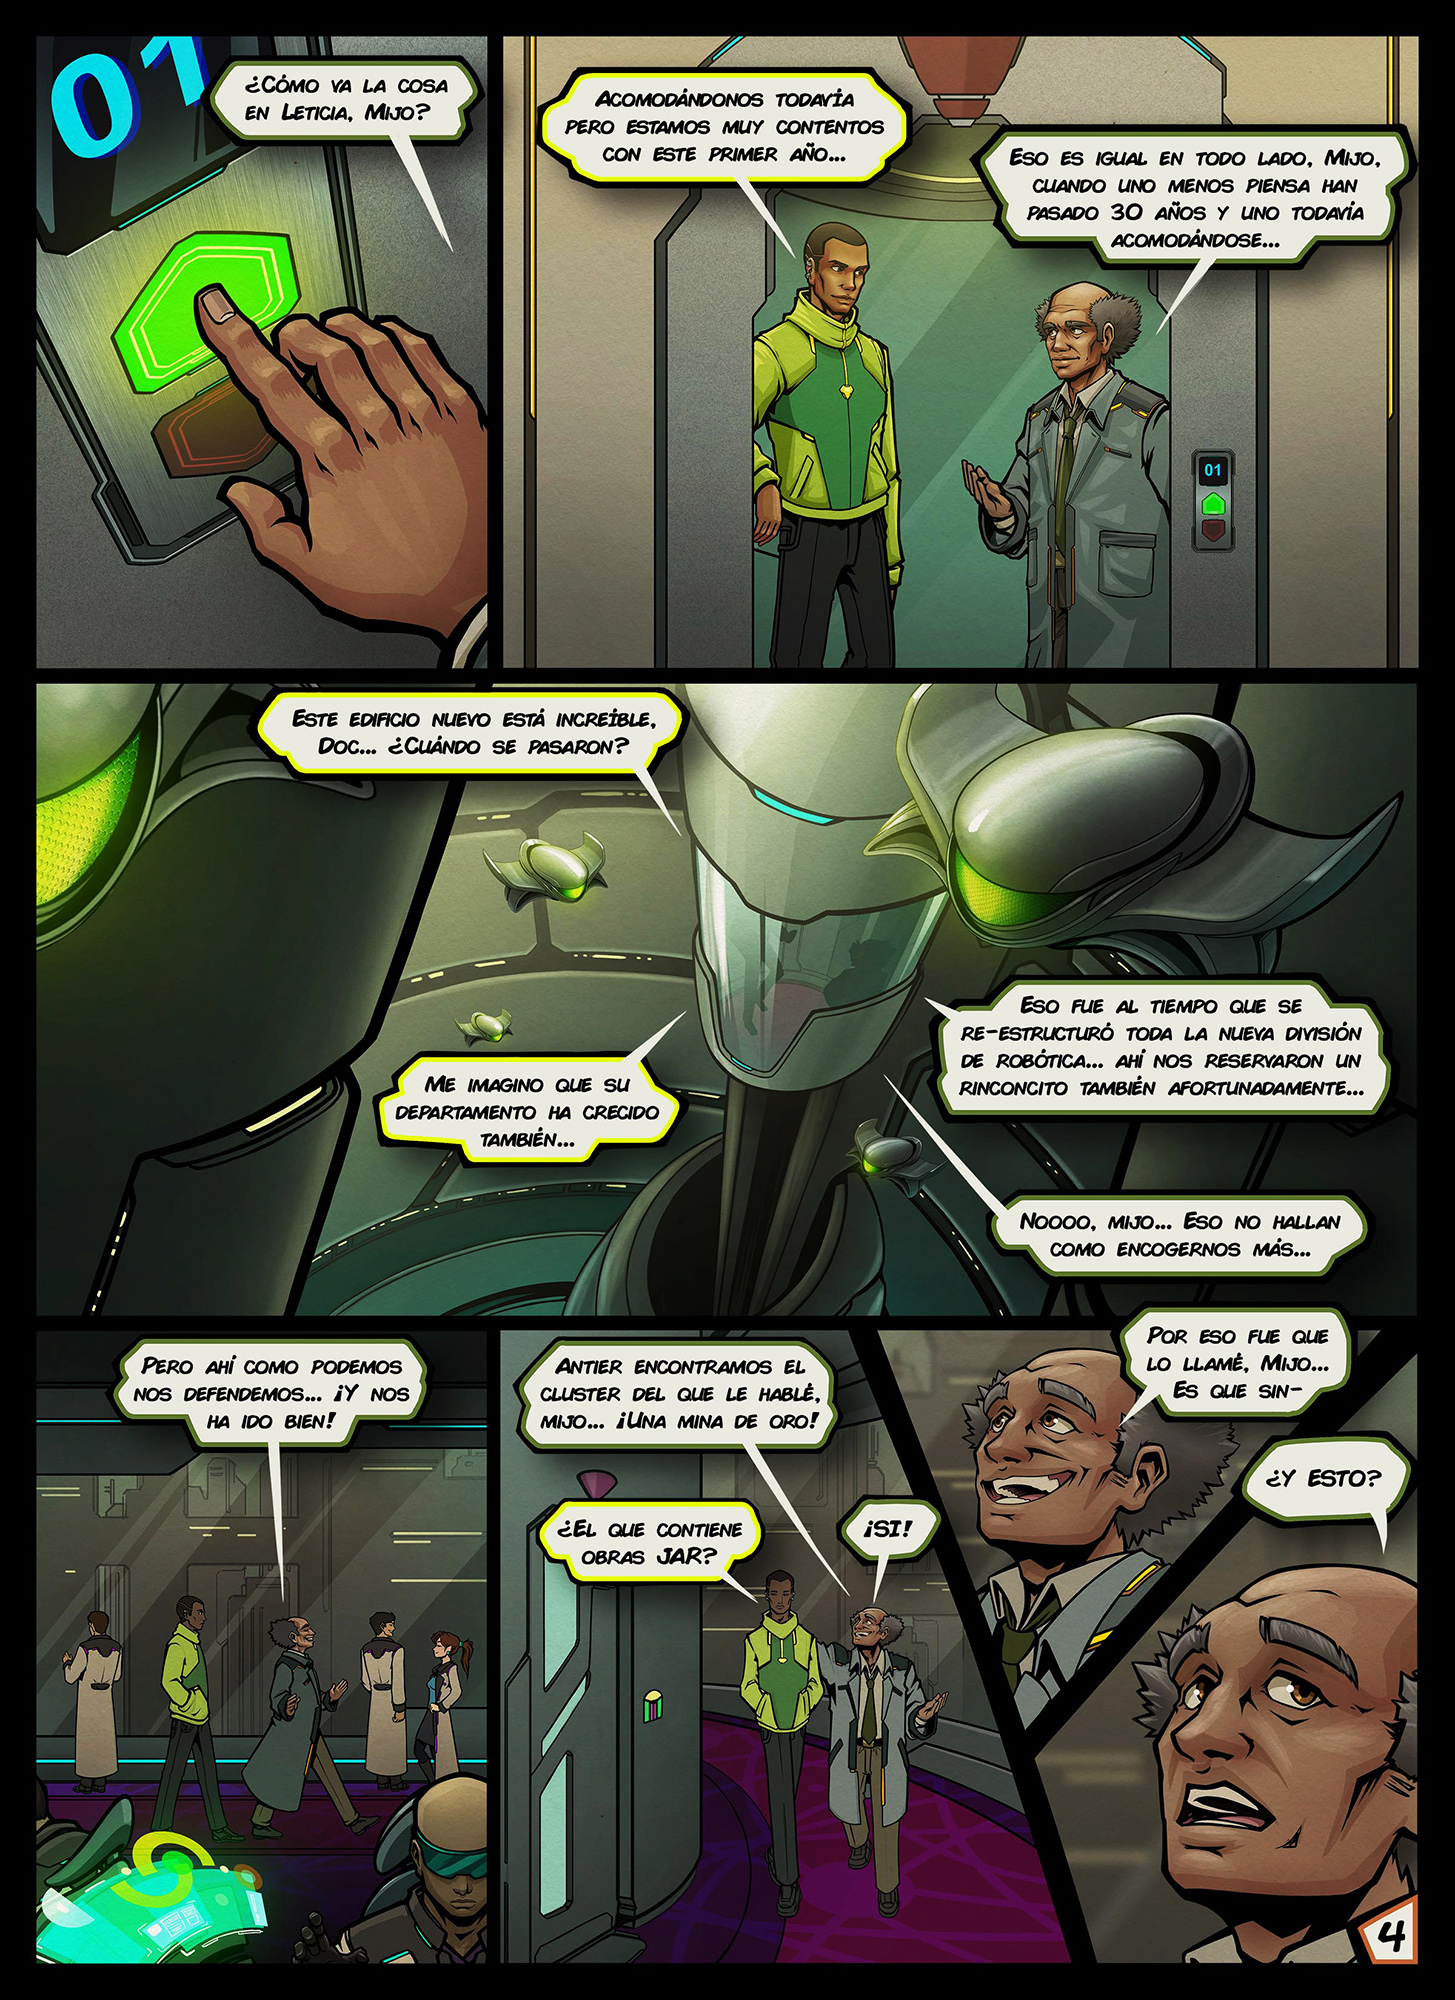 01
¿Cómo va la cosa
en Leticia, Mijo?
Acomodándonos todavía
pero estamos muy contentos
con este primer año...
Eso es igual en todo lado, Mijo,
cuando uno menos piensa han
pasado 30 años y uno todavía
acomodándose...
01
Este edificio nuevo está increíble,
Doc... ¿Cuándo se pasaron?
Eso fue al tiempo que se
re-estructuró toda la nueva división
de robótica... ahí nos reservaron un
rinconcito también afortunadamente...
Me imagino que su
departamento ha crecido
también...
Noooo, mijo... Eso no hallan
como encogernos más...
Pero ahí como podemos
nos defendemos... ¡y nos
ha ido bien!
Antier encontramos el
cluster del que le hablé,
mijo... ¡Una mina de oro!
¿El que contiene
obras JAR?
¡Si!
Por eso fue que
lo llamé, Mijo...
Es que sin-
¿Y esto?
4